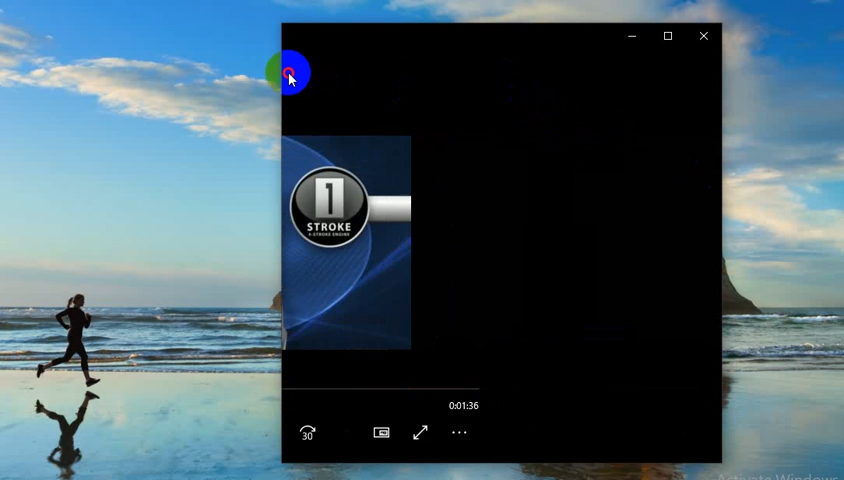 1
STROKE
4-STROKE ENGINE
0:01:36
30
Activate Windows